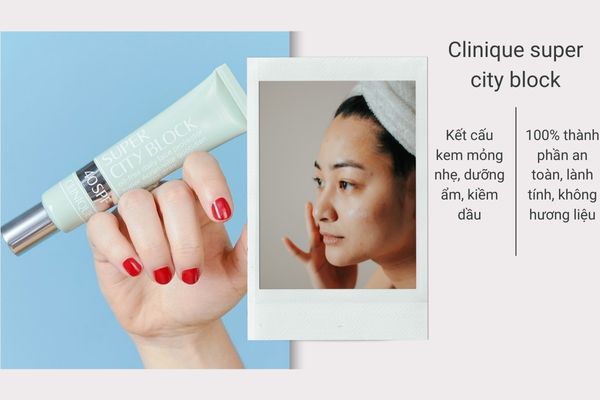 Clinique super
city block
Kết cấu
kem mỏng
nhẹ, dưỡng
ẩm, kiềm
dầu
100% thành
phần an
toàn, lành
tính, không
hương liệu
SUPER
CITY BLOCK
40 SPF
CLINIQUE